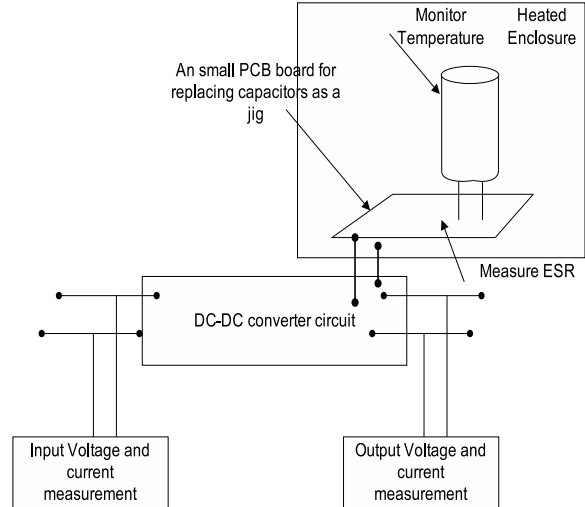 Monitor
Temperature
Heated
Enclosure
An small PCB board for
replacing capacitors as a
jig
Measure ESR
DC-DC converter circuit
Input Voltage and
current
measurement
Output Voltage and
current
measurement